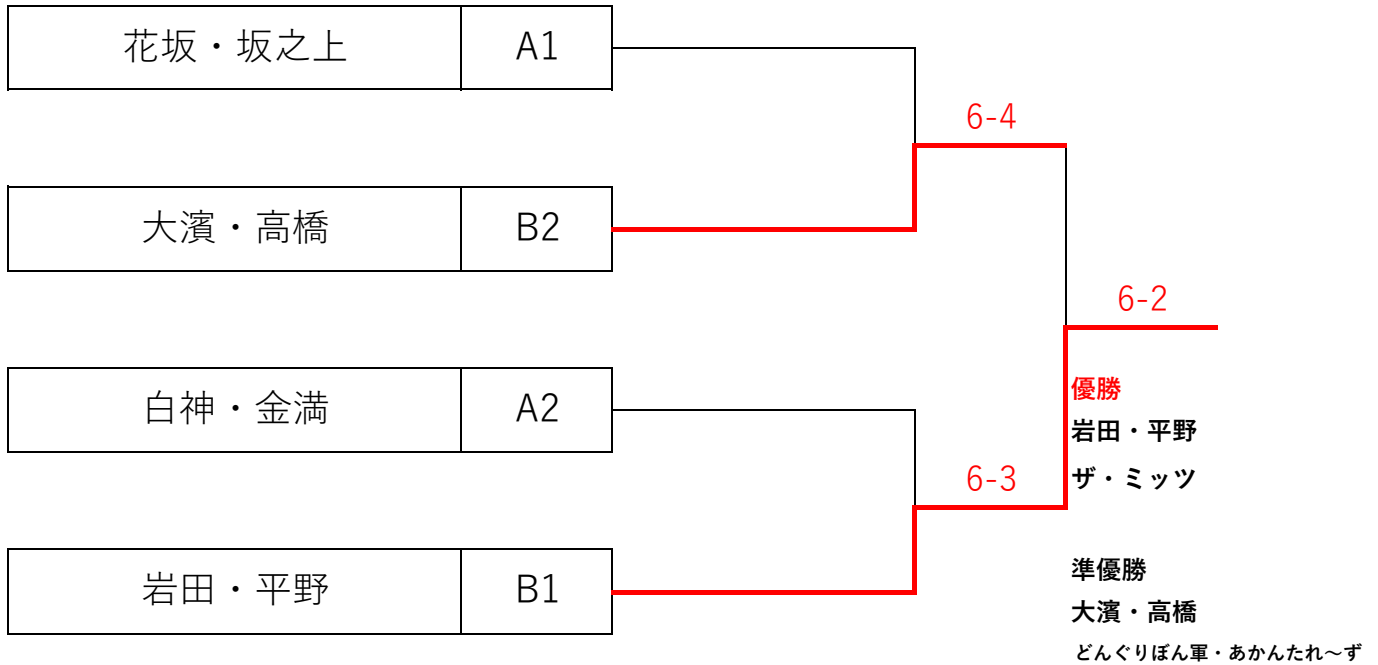 花坂・坂之上 A1
6-4
大濱・高橋 B2
6-2
白神・金満 A2
優勝
岩田・平野
ザ・ミッツ
6-3
岩田・平野 B1
準優勝
大濱・高橋
どんぐりぽん軍・あかんたれ～ず